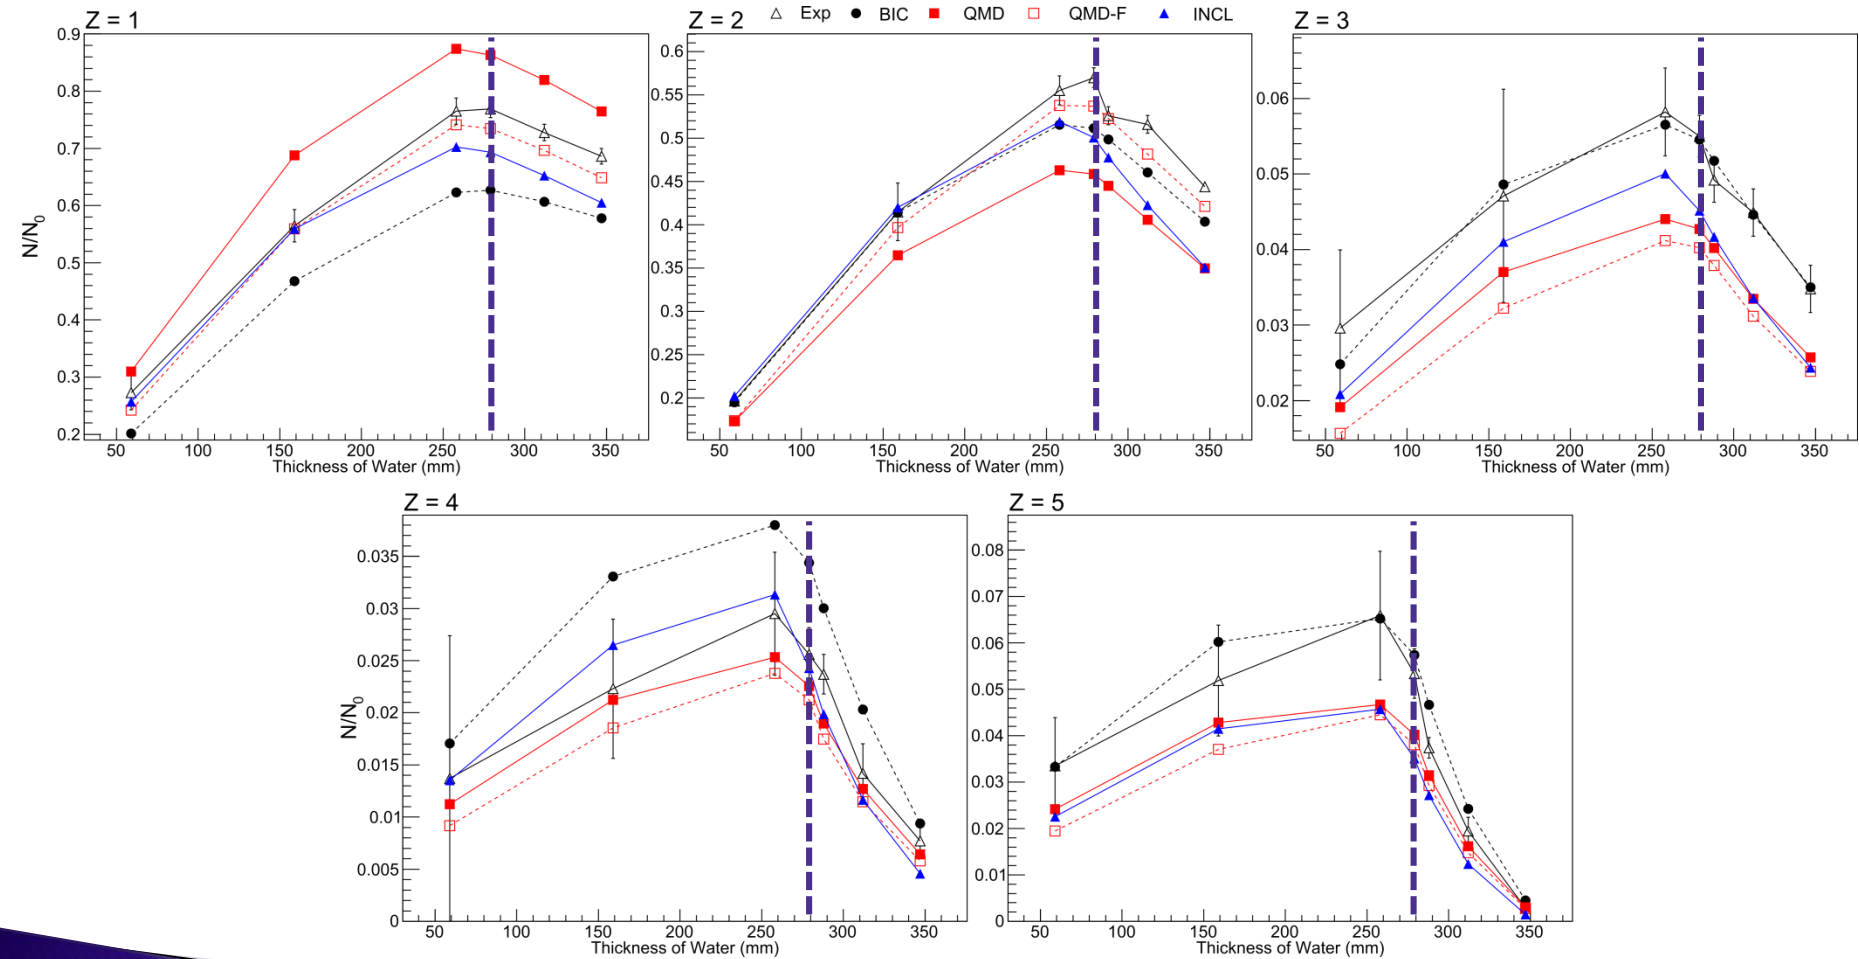 Z = 1
Z = 2
Exp
BIC
QMD
QMD-F
INCL
Z = 3
0.9
0.8
0.7
0.6
0.5
0.4
0.3
0.2
N/N0
50 100 150 200 250 300 350
Thickness of Water (mm)
0.6
0.55
0.5
0.45
0.4
0.35
0.3
0.25
0.2
50 100 150 200 250 300 350
Thickness of Water (mm)
0.06
0.05
0.04
0.03
0.02
50 100 150 200 250 300 350
Thickness of Water (mm)
Z = 4
0.035
0.03
0.025
0.02
0.015
0.01
0.005
0
N/N0
50 100 150 200 250 300 350
Thickness of Water (mm)
Z = 5
0.08
0.07
0.06
0.05
0.04
0.03
0.02
0.01
0
50 100 150 200 250 300 350
Thickness of Water (mm)